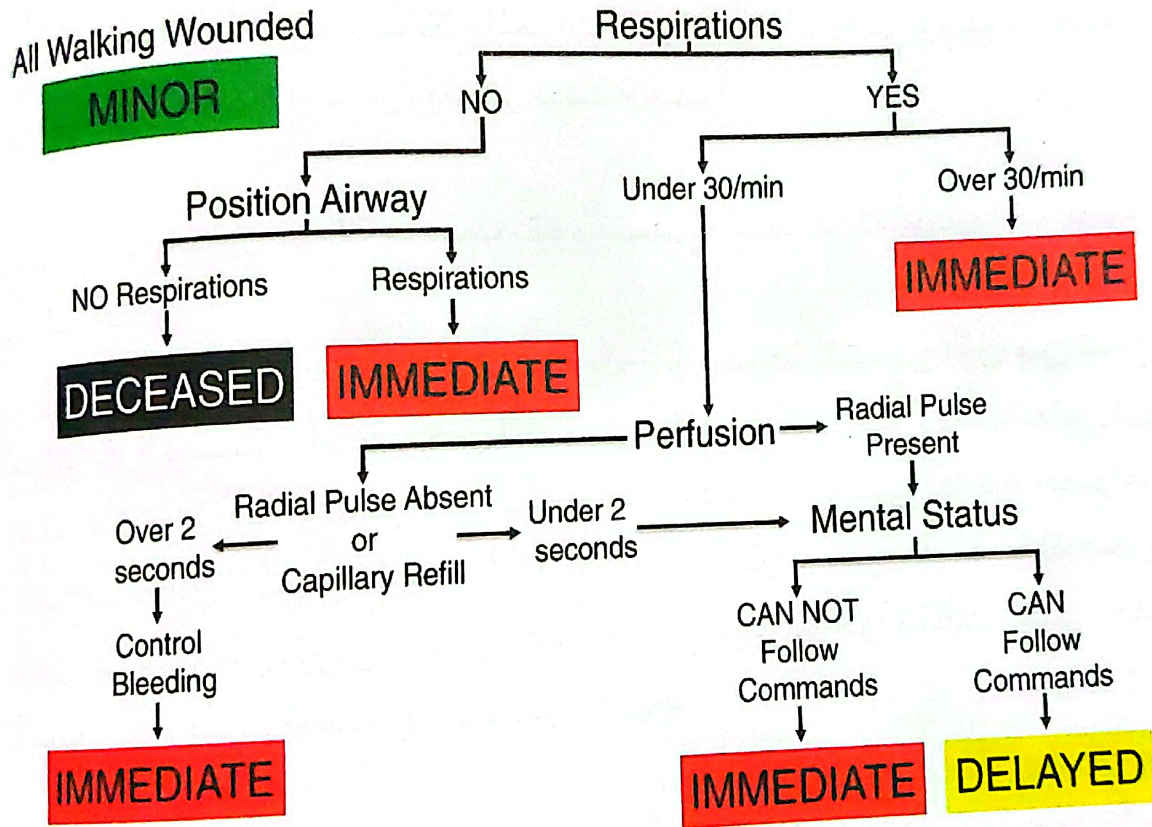 All Walking Wounded
MINOR
Respirations
NO
YES
Position Airway
Under 30/min
Over 30/min
IMMEDIATE
NO Respirations
Respirations
DECEASED
IMMEDIATE
Perfusion
Radial Pulse
Present
Radial Pulse Absent
or
Capillary Refill
Over 2
seconds
Under 2
seconds
Mental Status
Control
Bleeding
IMMEDIATE
CAN NOT
Follow
Commands
CAN
Follow
Commands
IMMEDIATE
DELAYED